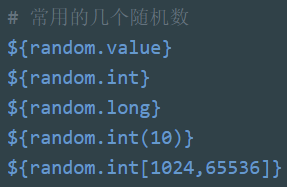 # 常用的几个随机数
${random.value}
${random.int}
${random.long}
${random.int(10)}
${random.int[1024,65536]}